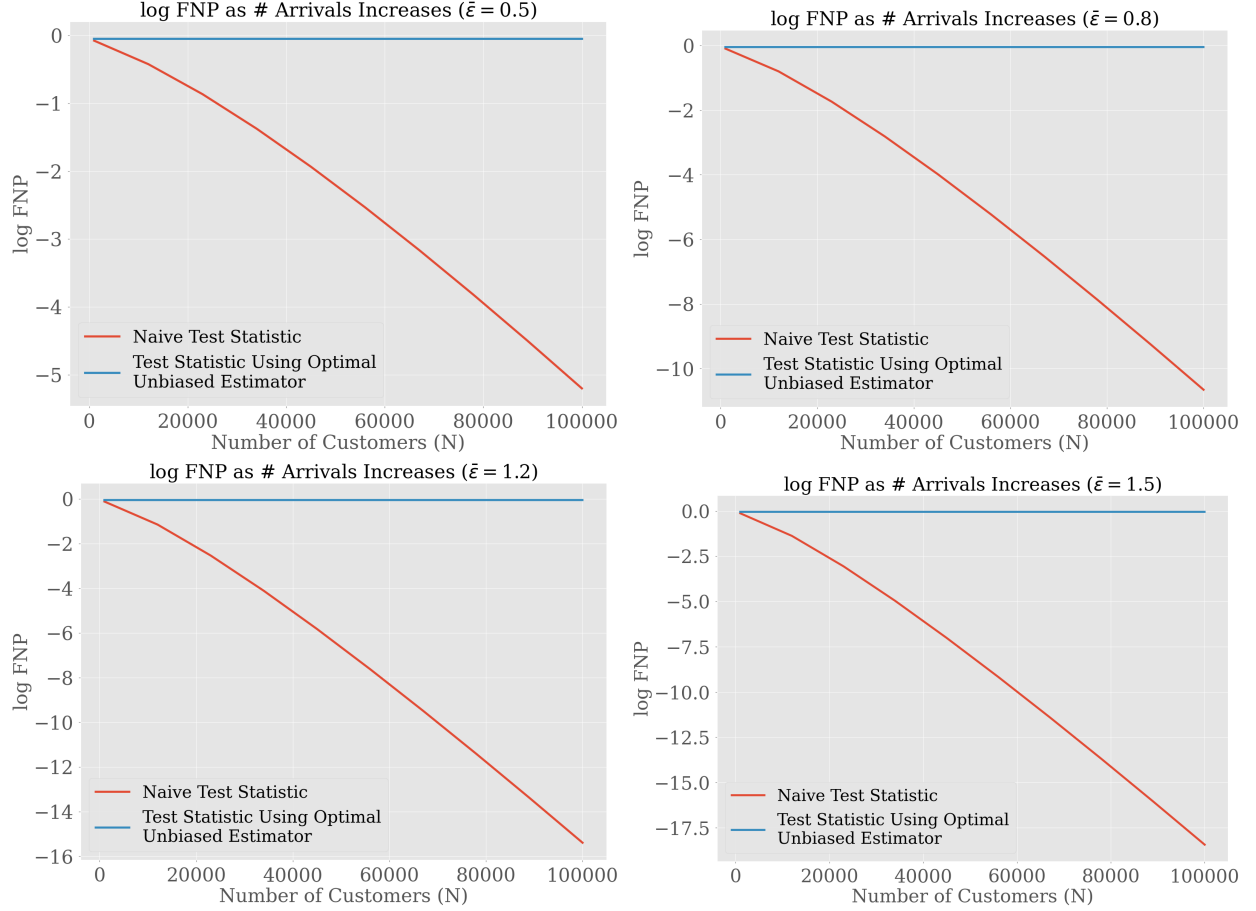 log FNP as # Arrivals Increases (ε̄ = 0.5)
0
−1
−2
−3
−4
−5
log FNP
Naive Test Statistic
Test Statistic Using Optimal
Unbiased Estimator
0 20000 40000 60000 80000 100000
Number of Customers (N)
log FNP as # Arrivals Increases (ε̄ = 0.8)
0
−2
−4
−6
−8
−10
log FNP
Naive Test Statistic
Test Statistic Using Optimal
Unbiased Estimator
0 20000 40000 60000 80000 100000
Number of Customers (N)
log FNP as # Arrivals Increases (ε̄ = 1.2)
0
−2
−4
−6
−8
−10
−12
−14
−16
log FNP
Naive Test Statistic
Test Statistic Using Optimal
Unbiased Estimator
0 20000 40000 60000 80000 100000
Number of Customers (N)
log FNP as # Arrivals Increases (ε̄ = 1.5)
0.0
−2.5
−5.0
−7.5
−10.0
−12.5
−15.0
−17.5
log FNP
Naive Test Statistic
Test Statistic Using Optimal
Unbiased Estimator
0 20000 40000 60000 80000 100000
Number of Customers (N)